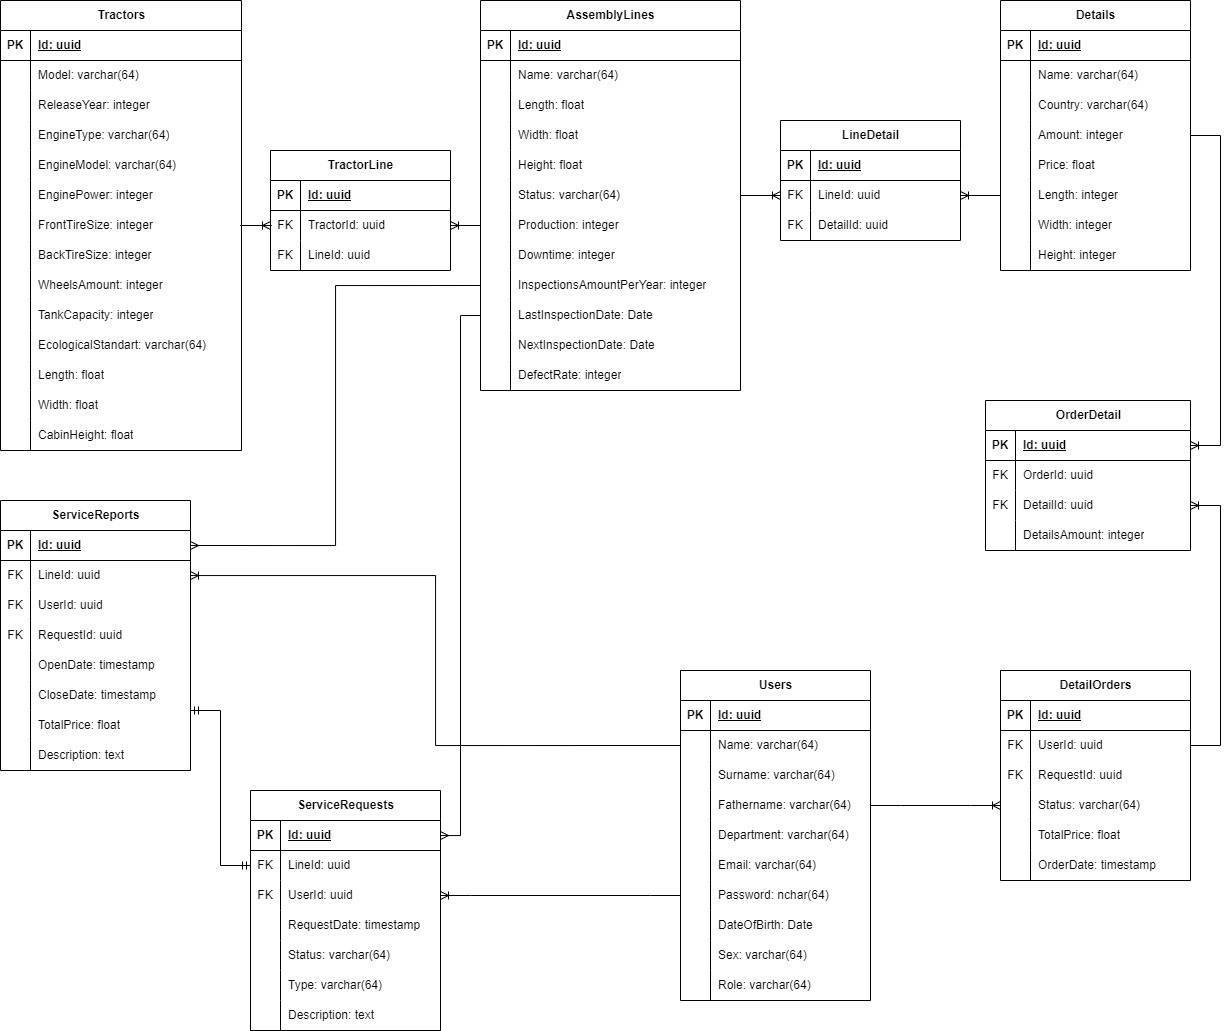 Tractors
PK Id: uuid
Model: varchar(64)
ReleaseYear: integer
EngineType: varchar(64)
EngineModel: varchar(64)
EnginePower: integer
FrontTireSize: integer
BackTireSize: integer
WheelsAmount: integer
TankCapacity: integer
EcologicalStandart: varchar(64)
Length: float
Width: float
CabinHeight: float
TractorLine
PK Id: uuid
FK TractorId: uuid
FK LineId: uuid
AssemblyLines
PK Id: uuid
Name: varchar(64)
Length: float
Width: float
Height: float
Status: varchar(64)
Production: integer
Downtime: integer
InspectionsAmountPerYear: integer
LastInspectionDate: Date
NextInspectionDate: Date
DefectRate: integer
LineDetail
PK Id: uuid
FK LineId: uuid
FK DetailId: uuid
Details
PK Id: uuid
Name: varchar(64)
Country: varchar(64)
Amount: integer
Price: float
Length: integer
Width: integer
Height: integer
OrderDetail
PK Id: uuid
FK OrderId: uuid
FK DetailId: uuid
DetailsAmount: integer
ServiceReports
PK Id: uuid
FK LineId: uuid
FK UserId: uuid
FK RequestId: uuid
OpenDate: timestamp
CloseDate: timestamp
TotalPrice: float
Description: text
ServiceRequests
PK Id: uuid
FK LineId: uuid
FK UserId: uuid
RequestDate: timestamp
Status: varchar(64)
Type: varchar(64)
Description: text
Users
PK Id: uuid
Name: varchar(64)
Surname: varchar(64)
Fathername: varchar(64)
Department: varchar(64)
Email: varchar(64)
Password: nchar(64)
DateOfBirth: Date
Sex: varchar(64)
Role: varchar(64)
DetailOrders
PK Id: uuid
FK UserId: uuid
FK RequestId: uuid
Status: varchar(64)
TotalPrice: float
OrderDate: timestamp